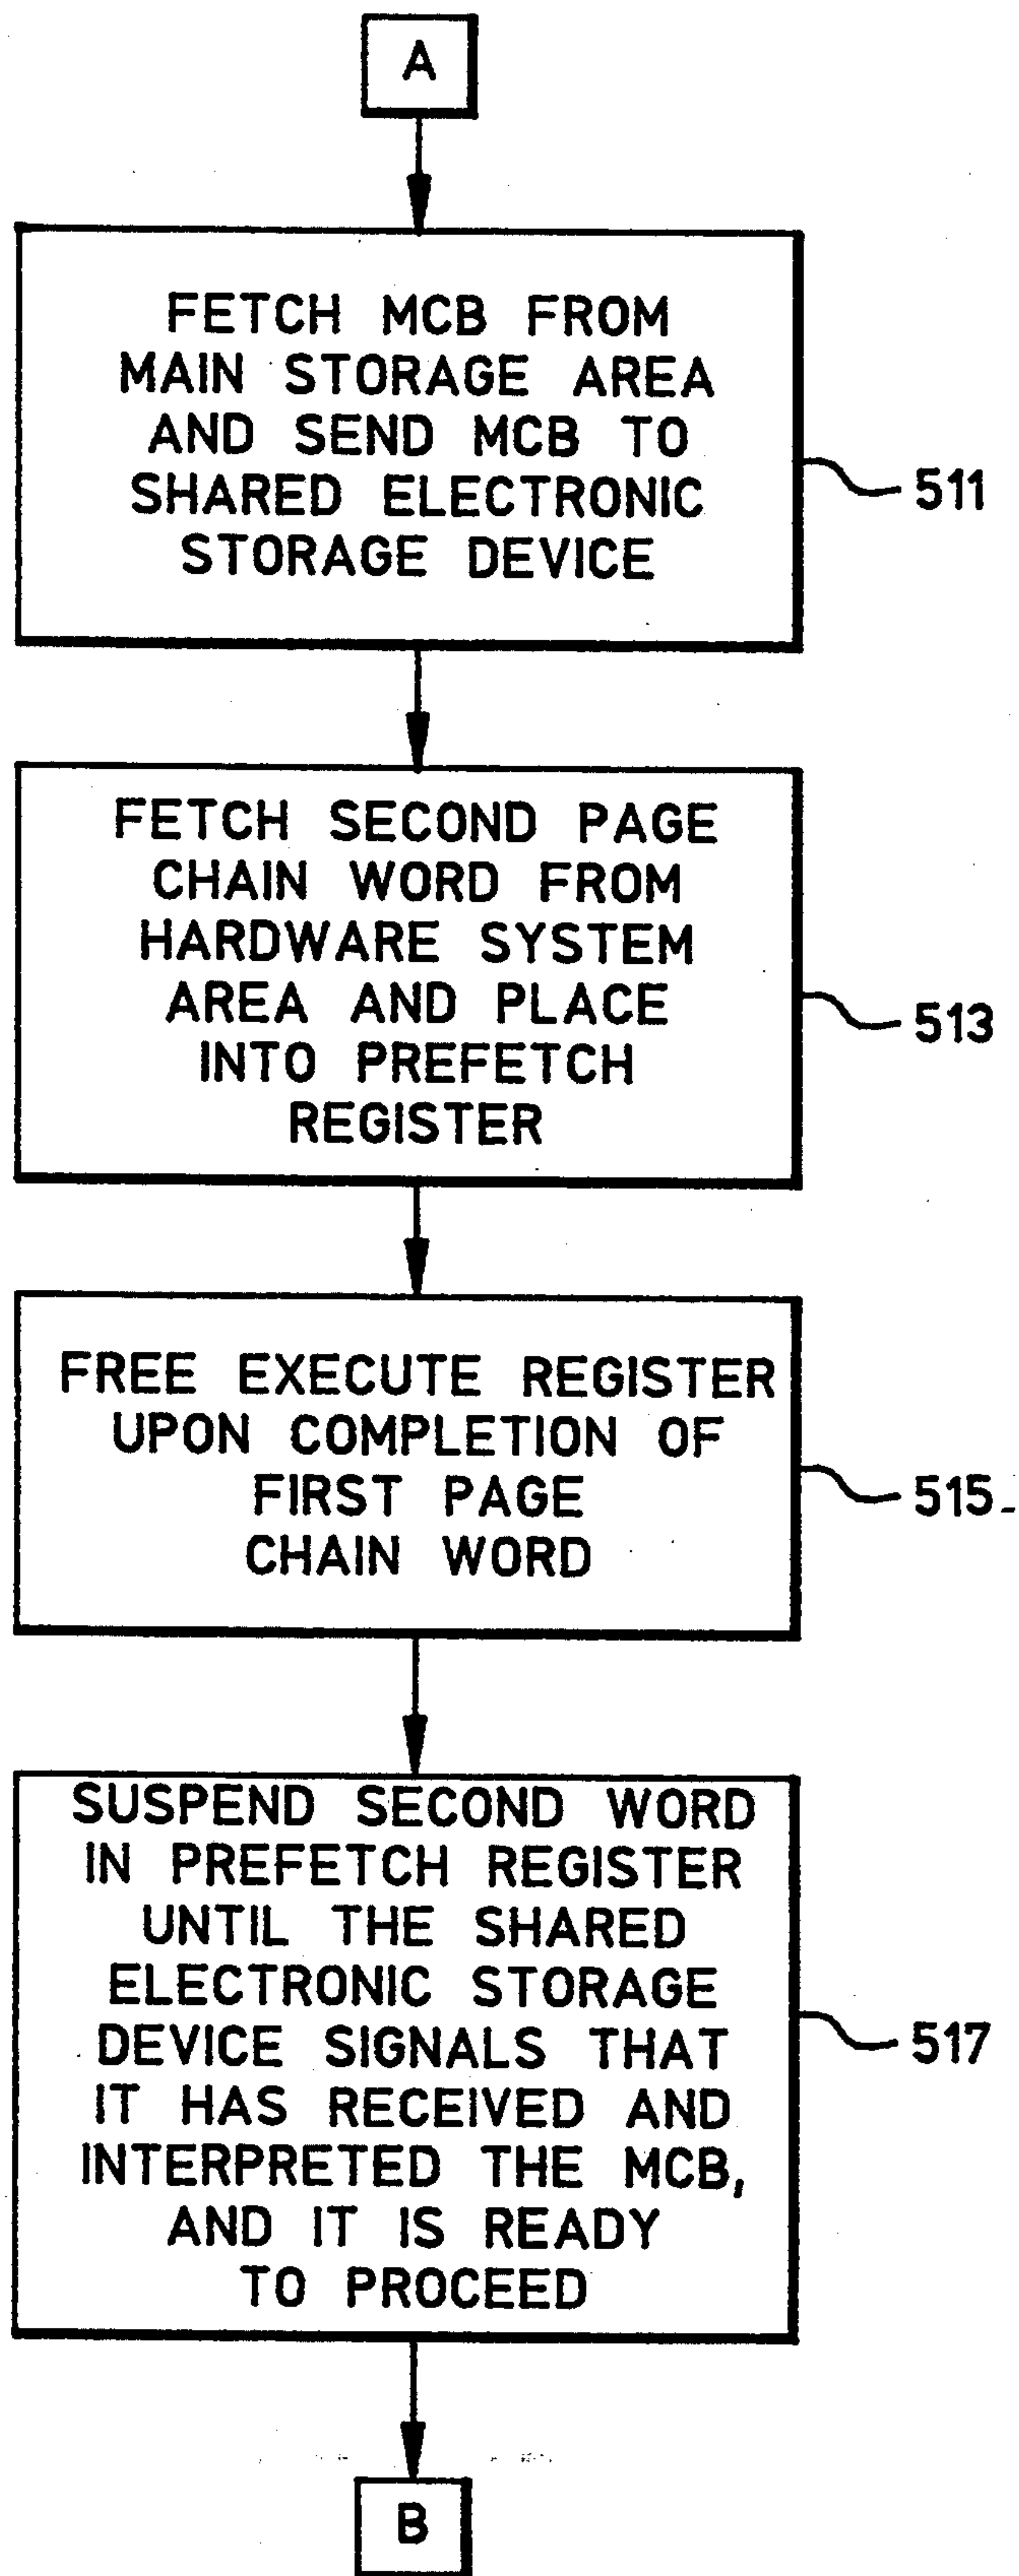 A
FETCH MCB FROM
MAIN STORAGE AREA
AND SEND MCB TO
SHARED ELECTRONIC
STORAGE DEVICE
511
FETCH SECOND PAGE
CHAIN WORD FROM
HARDWARE SYSTEM
AREA AND PLACE
INTO PREFETCH
REGISTER
513
FREE EXECUTE REGISTER
UPON COMPLETION OF
FIRST PAGE
CHAIN WORD
515
SUSPEND SECOND WORD
IN PREFETCH REGISTER
UNTIL THE SHARED
ELECTRONIC STORAGE
DEVICE SIGNALS THAT
IT HAS RECEIVED AND
INTERPRETED THE MCB,
AND IT IS READY
TO PROCEED
517
B